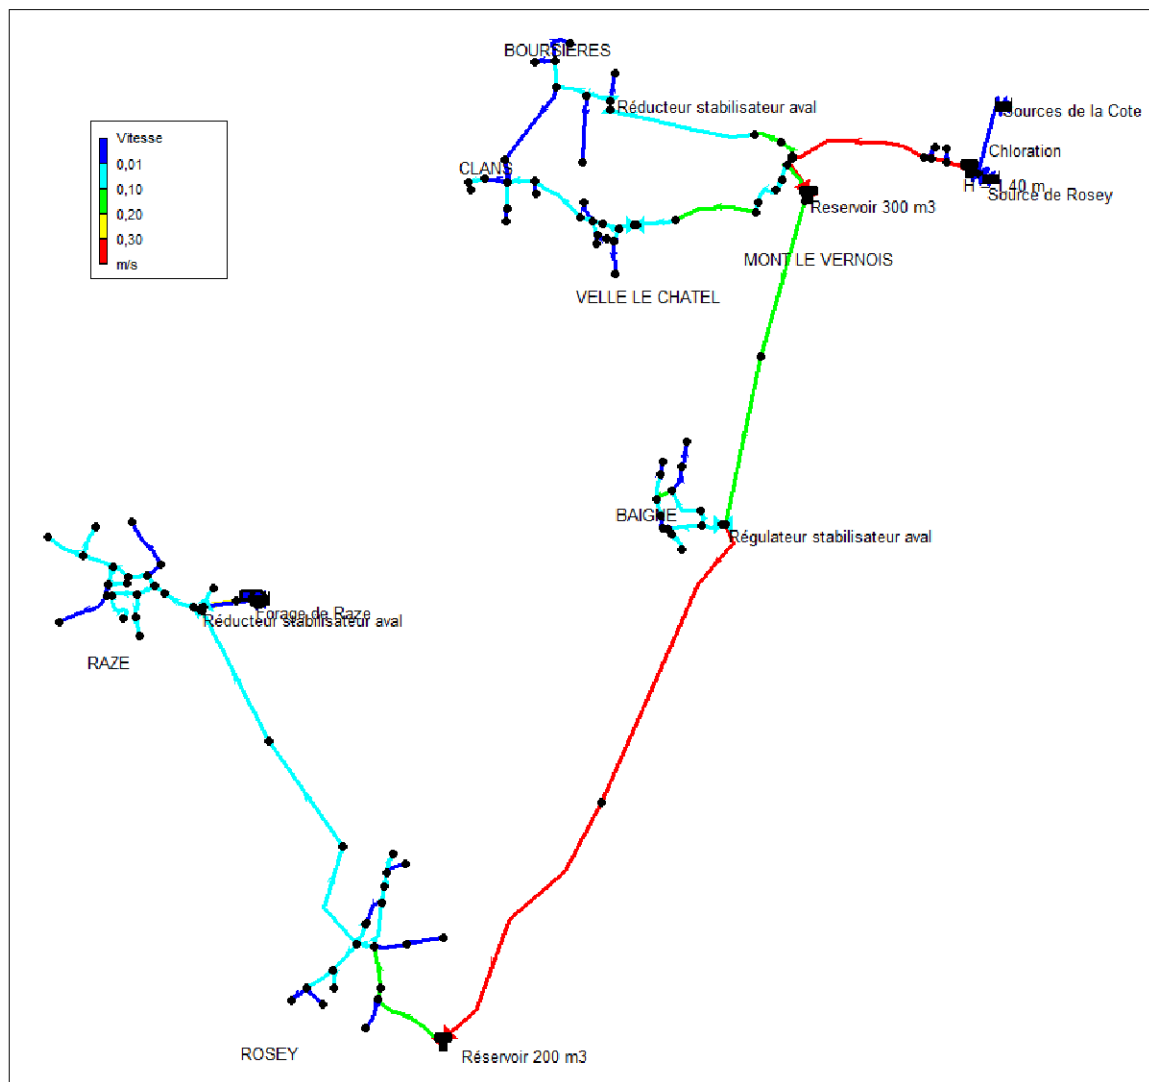 BOURSIERES
Réducteur stabilisateur aval
Sources de la Cote
Vitesse
0,01
0,10
0,20
0,30
m/s
Chloration
CLANS
H = 140 m
Source de Rosey
Reservoir 300 m3
MONT LE VERNOIS
VELLE LE CHATEL
BAIGNE
Régulateur stabilisateur aval
Forage de Raze
Réducteur stabilisateur aval
RAZE
ROSEY
Réservoir 200 m3